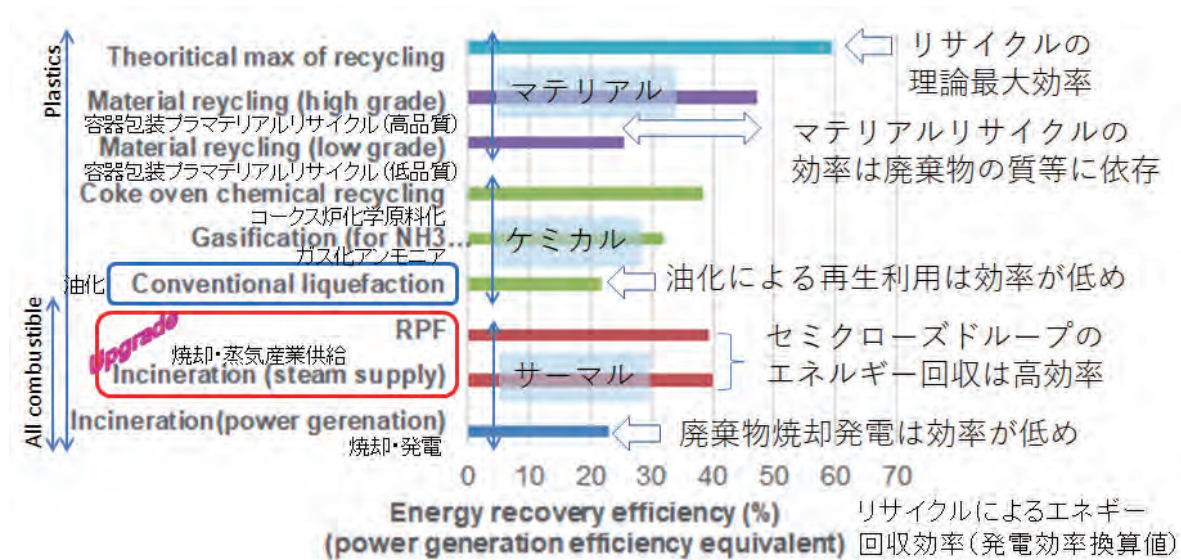 Plastics
All combustible
Theoritical max of recycling
Material reycling (high grade)
容器包装プラマテリアルリサイクル(高品質)
Material reycling (low grade)
容器包装プラマテリアルリサイクル(低品質)
Coke oven chemical recycling
コークス炉化学原料化
Gasification (for NH3...
ガス化アンモニア
油化
Conventional liquefaction
Upgrade
RPF
焼却・蒸気産業供給
Incineration (steam supply)
Incineration(power gerenation)
焼却・発電
マテリアル
ケミカル
サーマル
リサイクルの
理論最大効率
マテリアルリサイクルの
効率は廃棄物の質等に依存
油化による再生利用は効率が低め
セミクローズドループの
エネルギー回収は高効率
廃棄物焼却発電は効率が低め
0 10 20 30 40 50 60 70
Energy recovery efficiency (%)
(power generation efficiency equivalent)
リサイクルによるエネギー
回収効率(発電効率換算値)